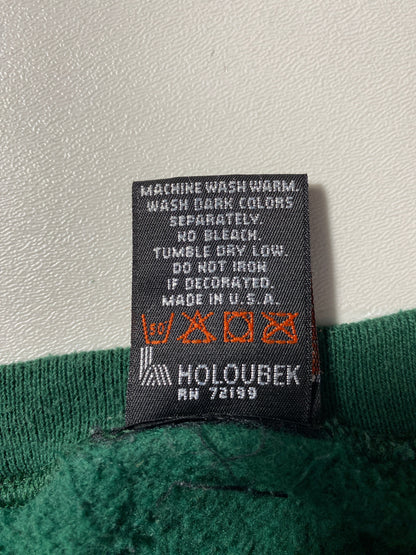 MACHINE WASH WARM.
WASH DARK COLORS
SEPARATELY.
NO BLEACH.
TUMBLE DRY LOW.
DO NOT IRON
IF DECORATED.
MADE IN U.S.A.
50
HOLOUBEK
RN 72199